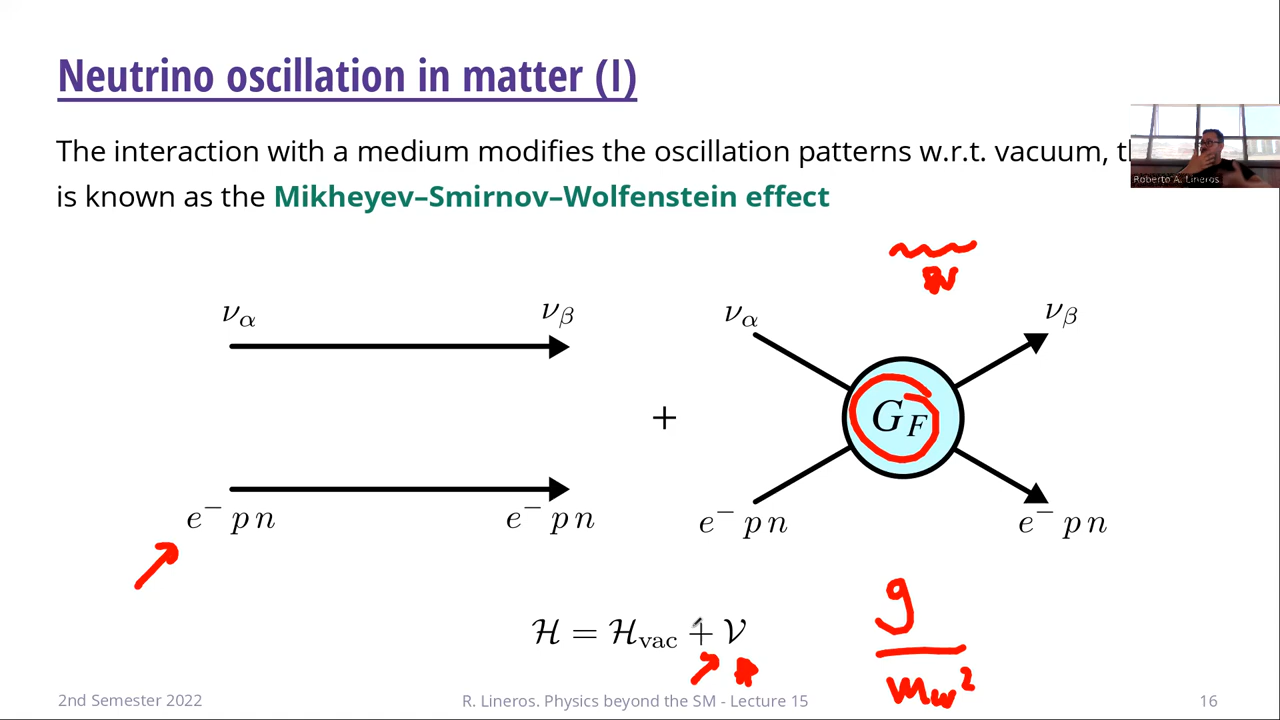 Neutrino oscillation in matter (I)
The interaction with a medium modifies the oscillation patterns w.r.t. vacuum,
is known as the Mikheyev–Smirnov–Wolfenstein effect
Roberto A. Lineros
W
ν_α ν_β ν_α ν_β
+ G_F
e⁻ p n e⁻ p n e⁻ p n e⁻ p n
g
H = H_vac + V
m_w²
2nd Semester 2022 R. Lineros. Physics beyond the SM - Lecture 15 16